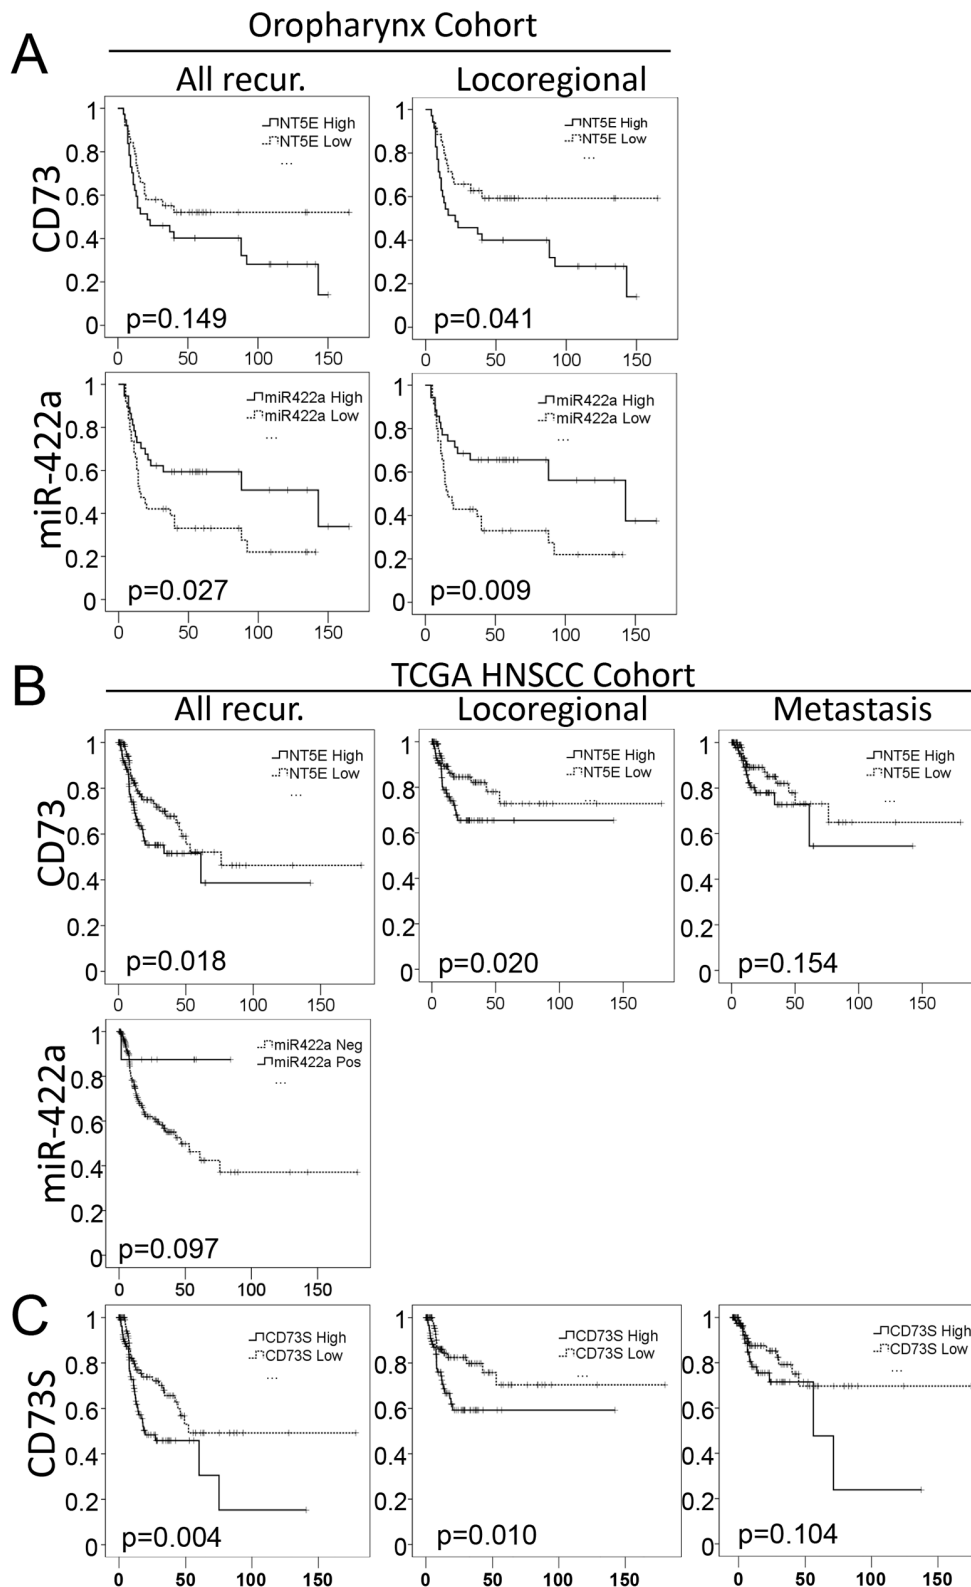 A
Oropharynx Cohort
All recur.
Locoregional
CD73
1
0.8
0.6
0.4
0.2
0
NT5E High
NT5E Low
...
p=0.149
0
50
100
150
1
0.8
0.6
0.4
0.2
0
NT5E High
NT5E Low
...
p=0.041
0
50
100
150
miR-422a
1
0.8
0.6
0.4
0.2
0
miR422a High
miR422a Low
...
p=0.027
0
50
100
150
1
0.8
0.6
0.4
0.2
0
miR422a High
miR422a Low
...
p=0.009
0
50
100
150
B
TCGA HNSCC Cohort
All recur.
Locoregional
Metastasis
CD73
1
0.8
0.6
0.4
0.2
0
NT5E High
NT5E Low
...
p=0.018
0
50
100
150
1
0.8
0.6
0.4
0.2
0
NT5E High
NT5E Low
...
p=0.020
0
50
100
150
1
0.8
0.6
0.4
0.2
0
NT5E High
NT5E Low
...
p=0.154
0
50
100
150
miR-422a
1
0.8
0.6
0.4
0.2
0
miR422a Neg
miR422a Pos
...
p=0.097
0
50
100
150
C
CD73S
1
0.8
0.6
0.4
0.2
0
CD73S High
CD73S Low
...
p=0.004
0
50
100
150
1
0.8
0.6
0.4
0.2
0
CD73S High
CD73S Low
...
p=0.010
0
50
100
150
1
0.8
0.6
0.4
0.2
0
CD73S High
CD73S Low
...
p=0.104
0
50
100
150